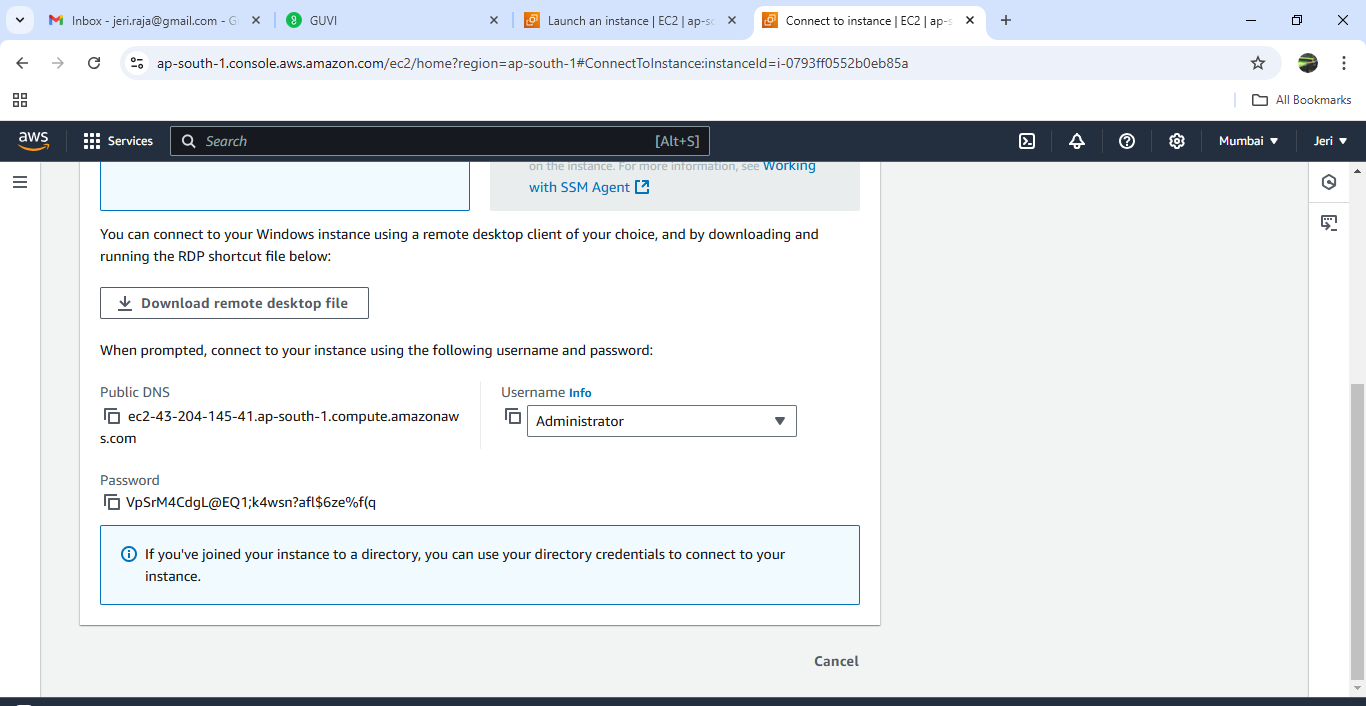 Inbox - jeri.raja@gmail.com - G
GUVI
Launch an instance | EC2 | ap-so
Connect to instance | EC2 | ap-s
ap-south-1.console.aws.amazon.com/ec2/home?region=ap-south-1#ConnectToInstance:instanceId=i-0793ff0552b0eb85a
All Bookmarks
aws
Services
Search
[Alt+S]
Mumbai
Jeri
on the instance. For more information, see Working
with SSM Agent
You can connect to your Windows instance using a remote desktop client of your choice, and by downloading and
running the RDP shortcut file below:
Download remote desktop file
When prompted, connect to your instance using the following username and password:
Public DNS
ec2-43-204-145-41.ap-south-1.compute.amazonaw
s.com
Username Info
Administrator
Password
VpSrM4CdgL@EQ1;k4wsn?afl$6ze%f(q
If you've joined your instance to a directory, you can use your directory credentials to connect to your
instance.
Cancel